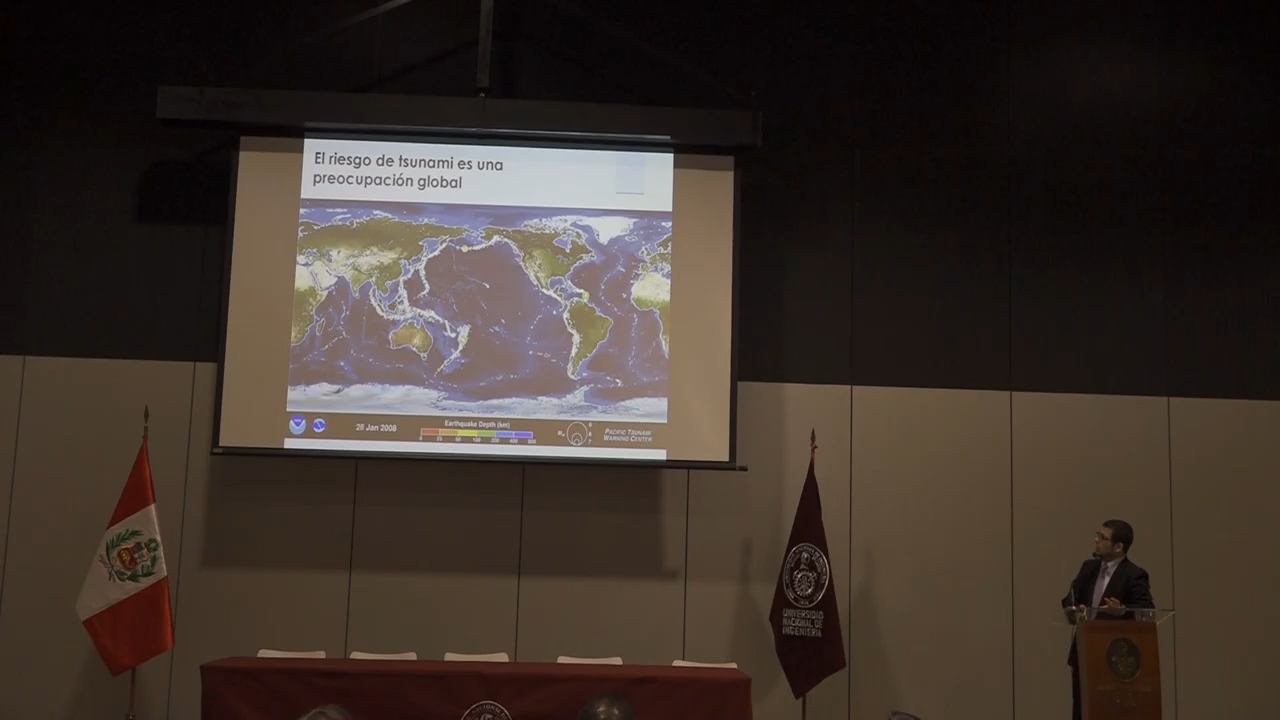 El riesgo de tsunami es una
preocupación global
28 Jan 2008
Earthquake Depth (km)
PACIFIC TSUNAMI
WARNING CENTER
UNIVERSIDAD
NACIONAL DE
INGENIERIA